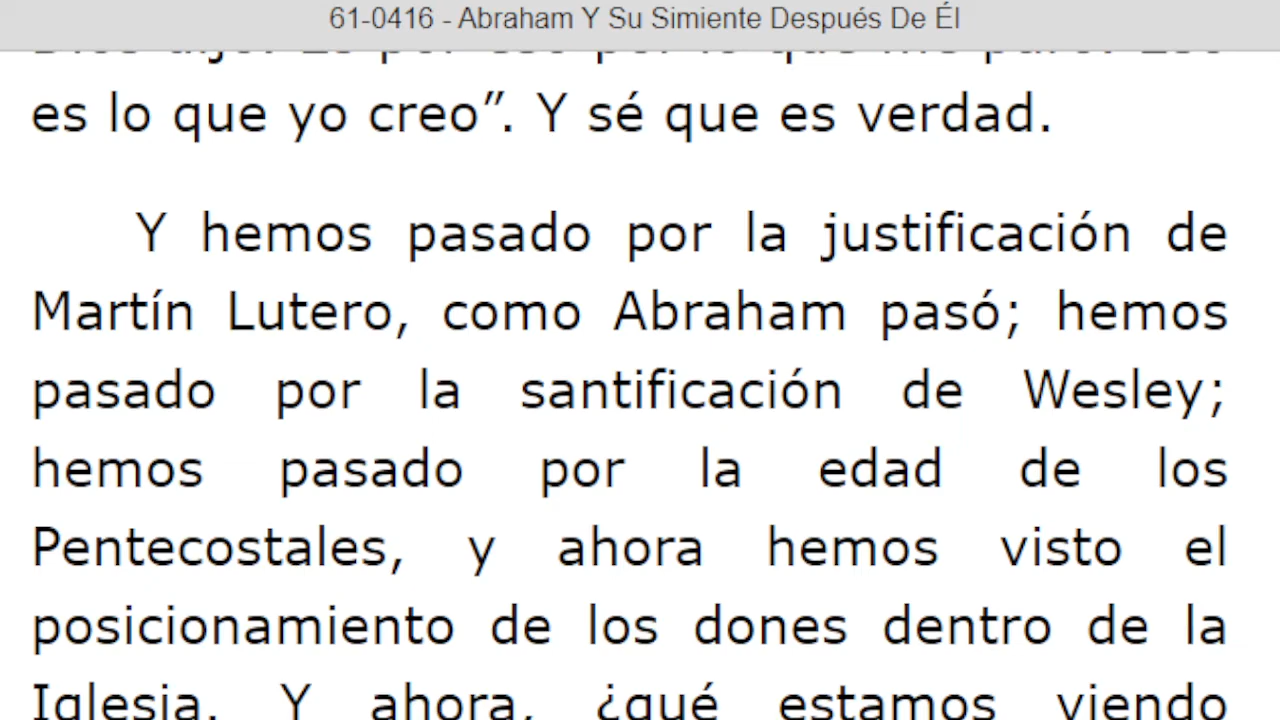 61-0416 - Abraham Y Su Simiente Después De Él
es lo que yo creo”. Y sé que es verdad.
Y hemos pasado por la justificación de
Martín Lutero, como Abraham pasó; hemos
pasado por la santificación de Wesley;
hemos pasado por la edad de los
Pentecostales, y ahora hemos visto el
posicionamiento de los dones dentro de la
Iglesia. Y ahora, ¿qué estamos viendo